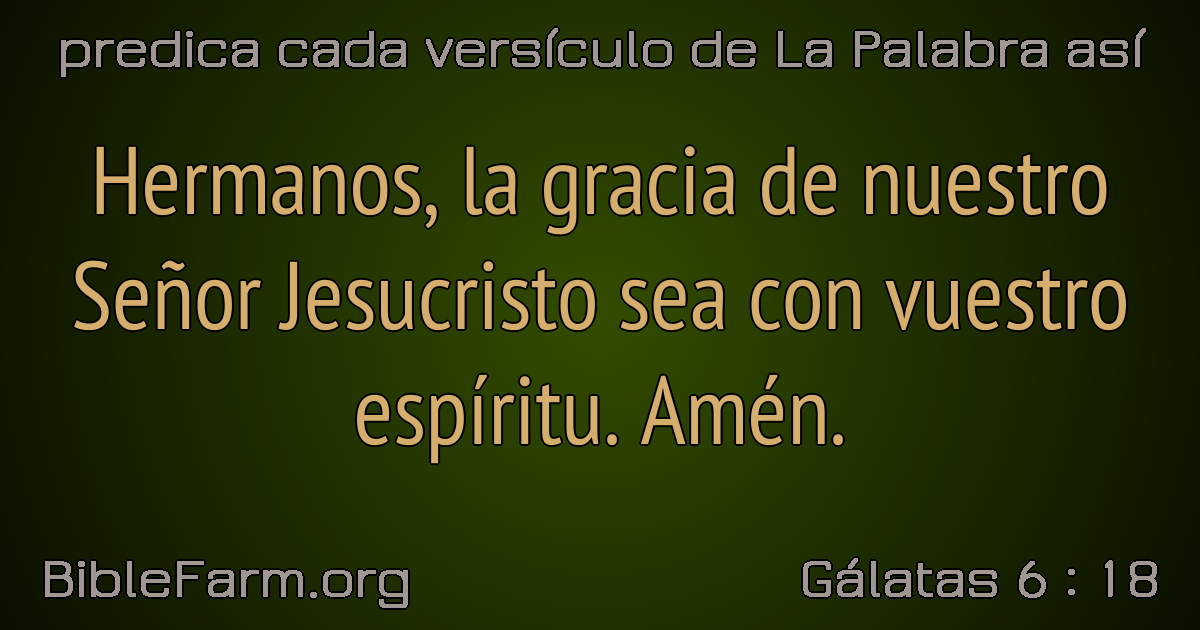 predica cada versículo de La Palabra así
Hermanos, la gracia de nuestro
Señor Jesucristo sea con vuestro
espíritu. Amén.
BibleFarm.org
Gálatas 6 : 18